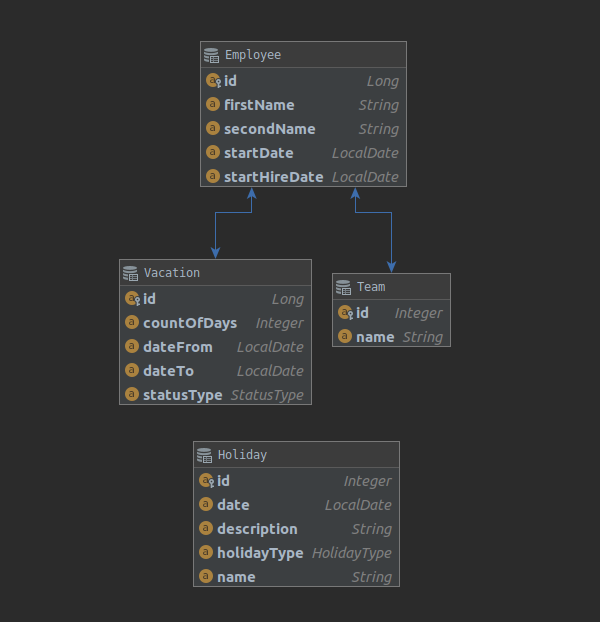 Employee
id Long
firstName String
secondName String
startDate LocalDate
startHireDate LocalDate
Vacation
id Long
countOfDays Integer
dateFrom LocalDate
dateTo LocalDate
statusType StatusType
Team
id Integer
name String
Holiday
id Integer
date LocalDate
description String
holidayType HolidayType
name String